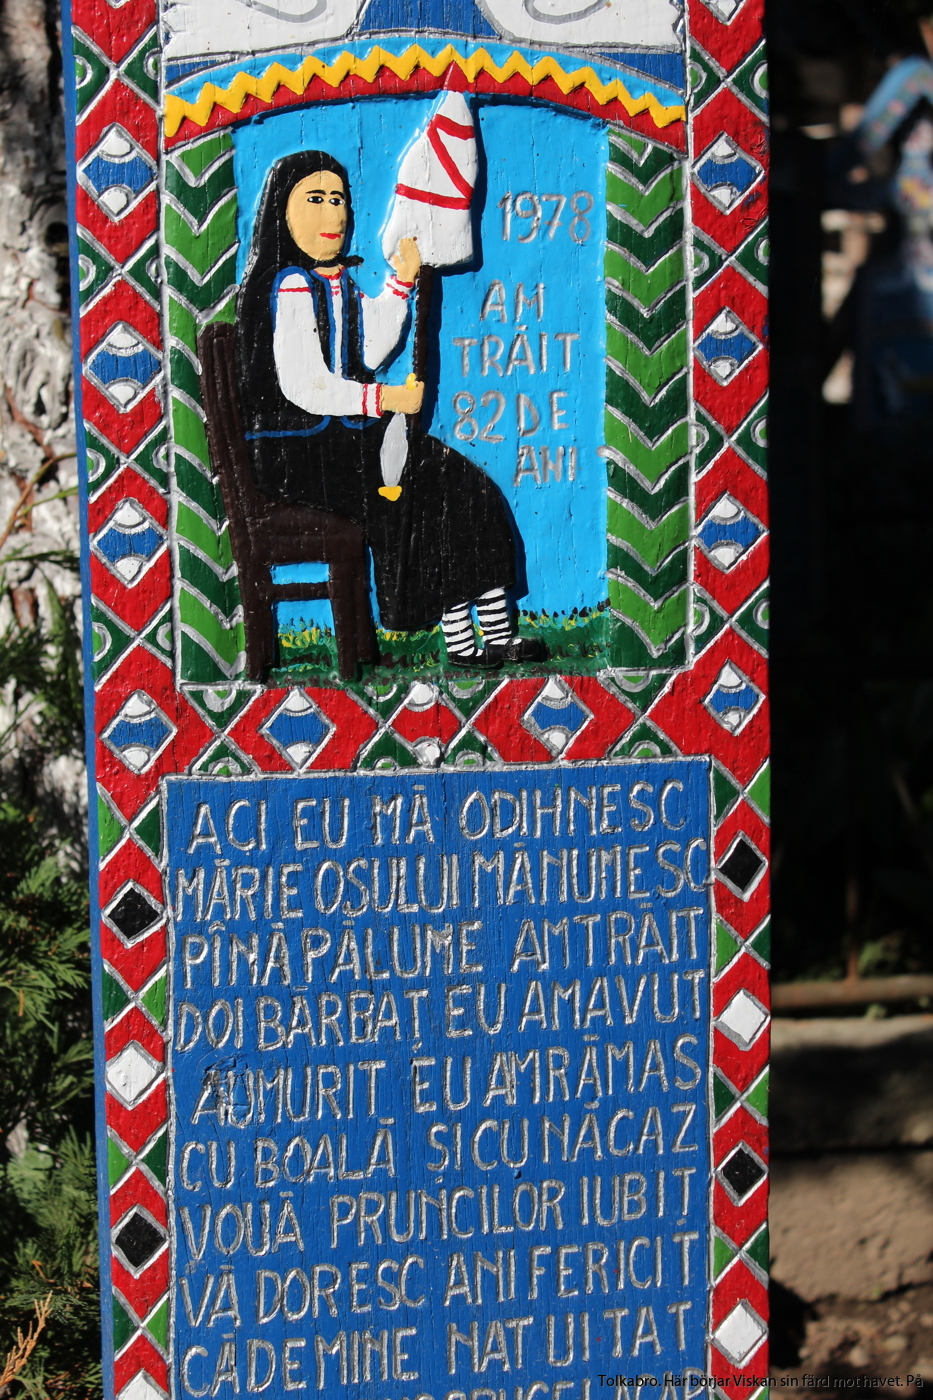 1978
AM
TRĂIT
82 DE
ANI
ACI EU MĂ ODIHNESC
MĂRIE OȘULUI MĂ NUMESC
PÎNĂ PĂ LUME AM TRĂIT
DOI BĂRBAȚ EU AM AVUT
AU MURIT EU AM RĂMAS
CU BOALĂ ȘI CU NĂCAZ
VOUĂ PRUNCILOR IUBIȚ
VĂ DORESC ANI FERICIȚ
CĂ DE MINE NAȚ UITAT
Tolkabro. Här börjar Viskan sin färd mot havet. På